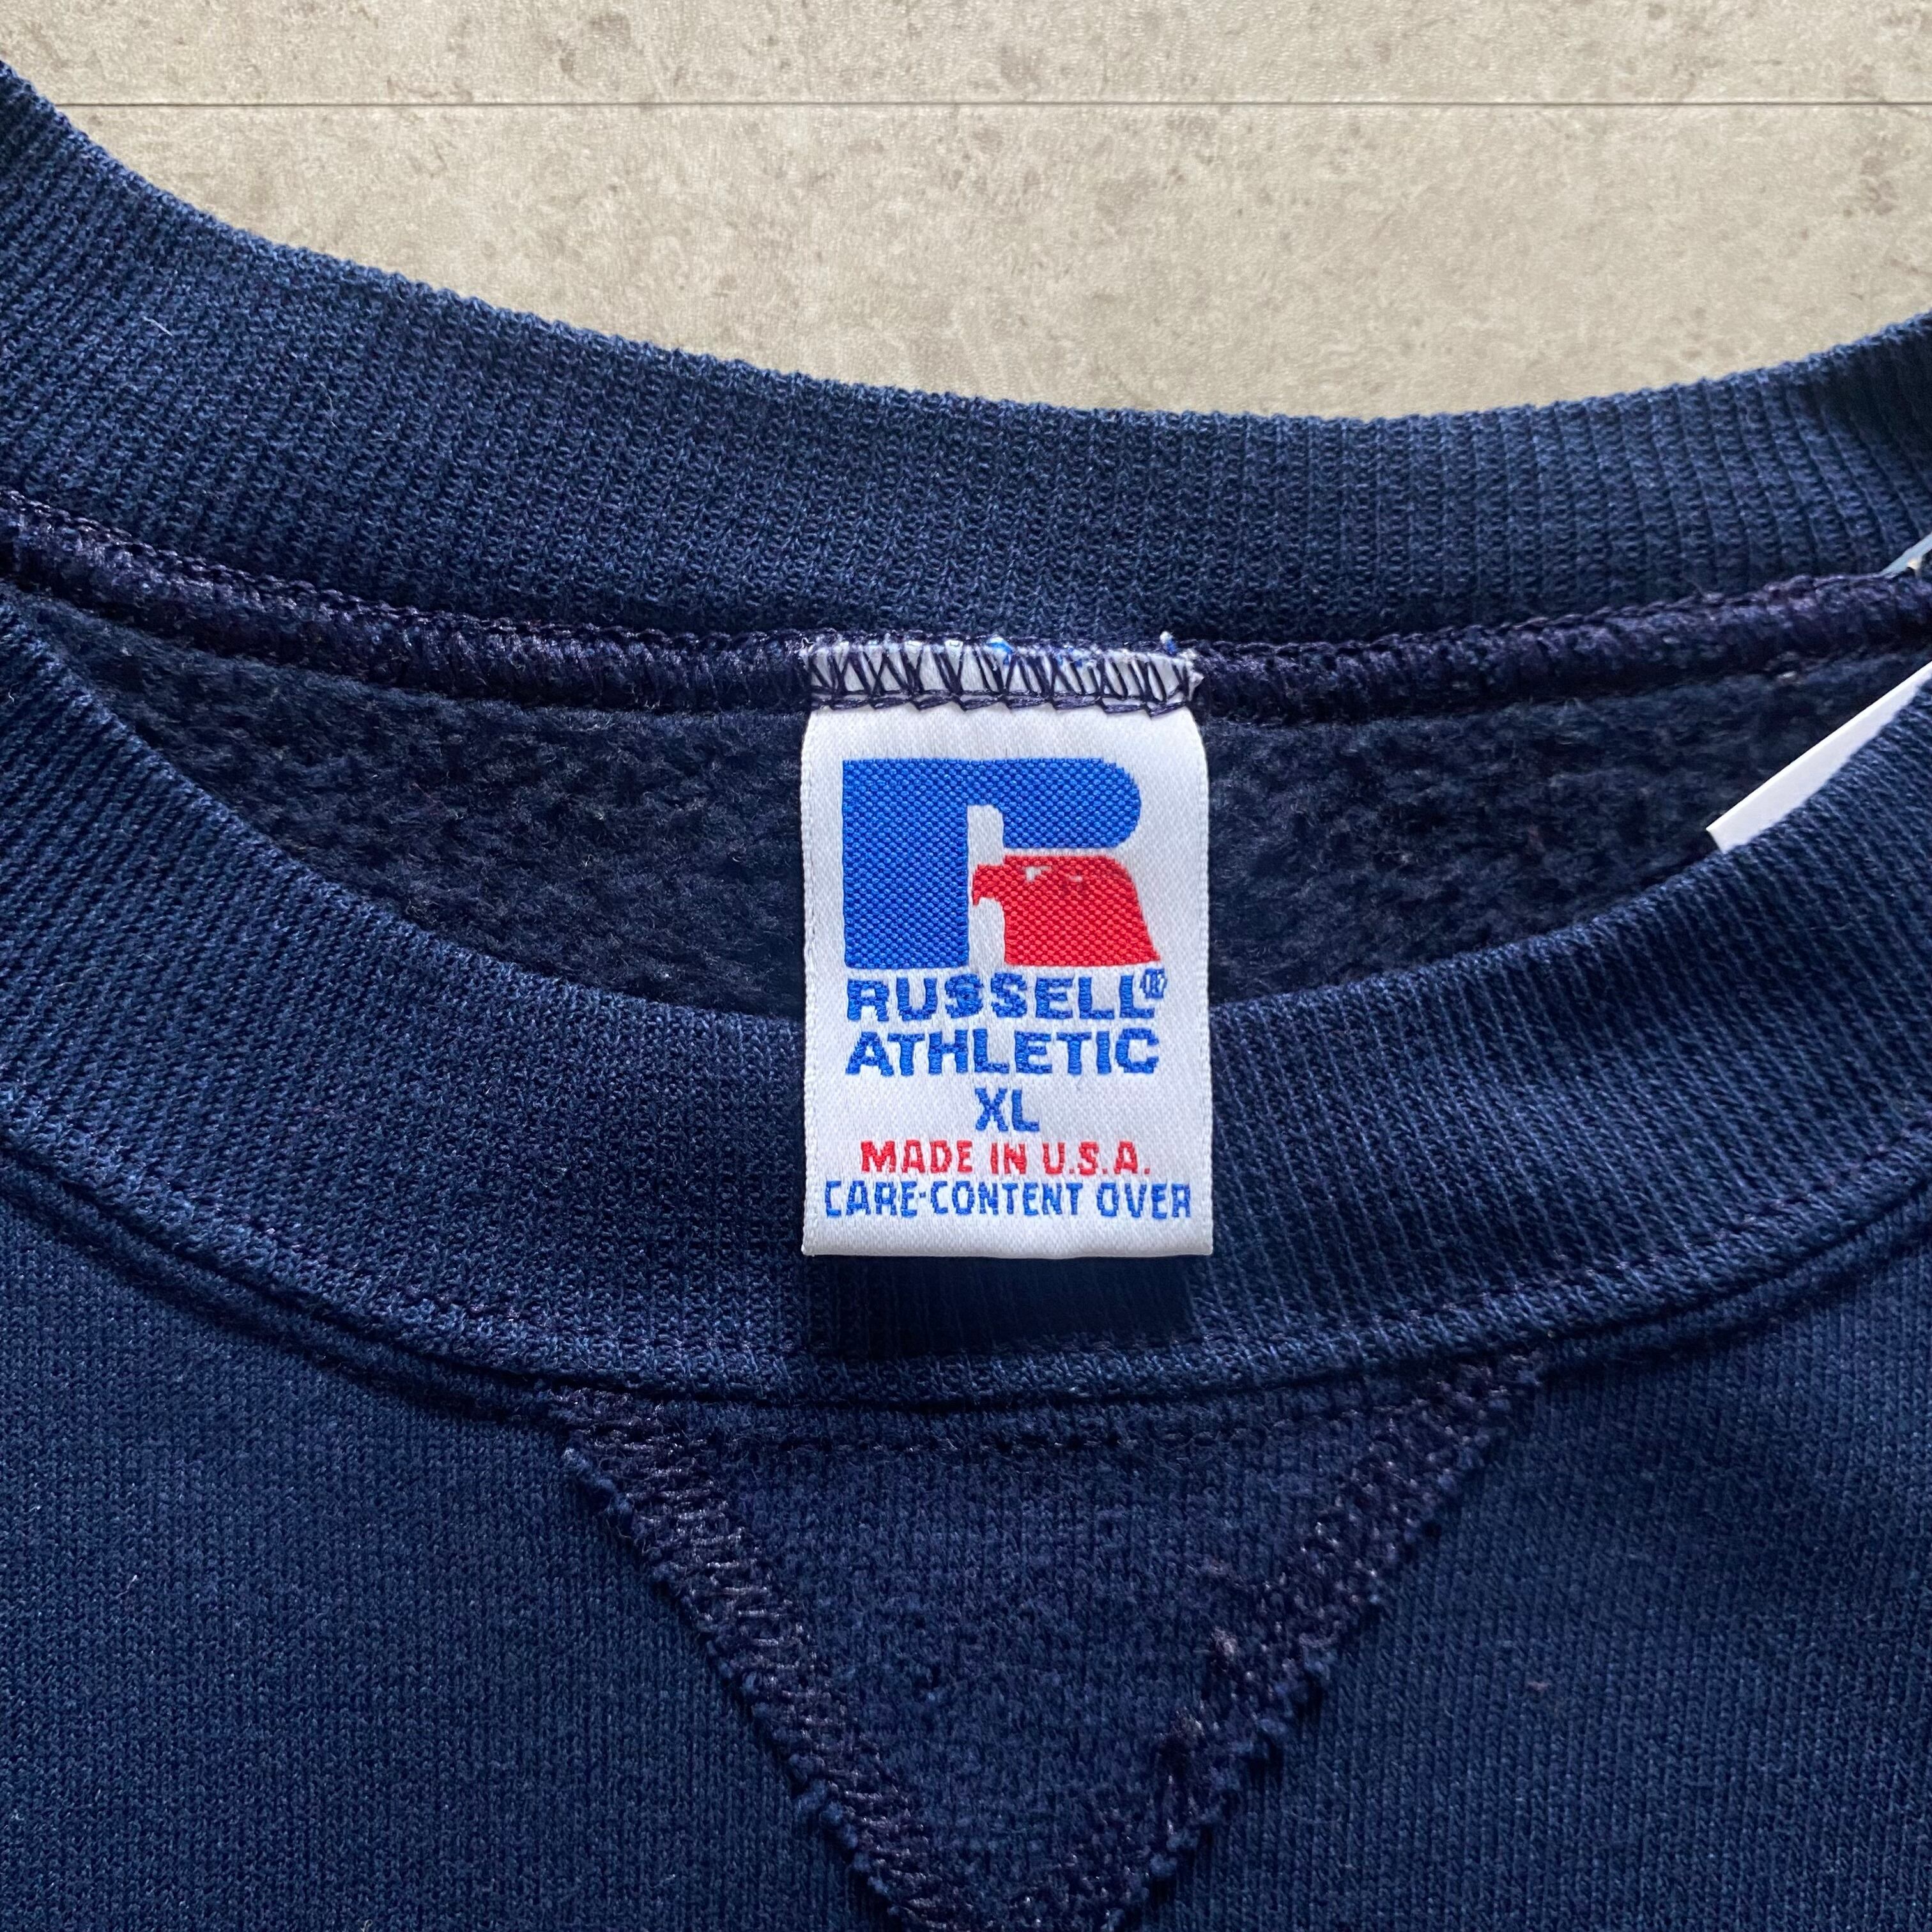 RUSSELL®
ATHLETIC
XL
MADE IN U.S.A.
CARE-CONTENT OVER